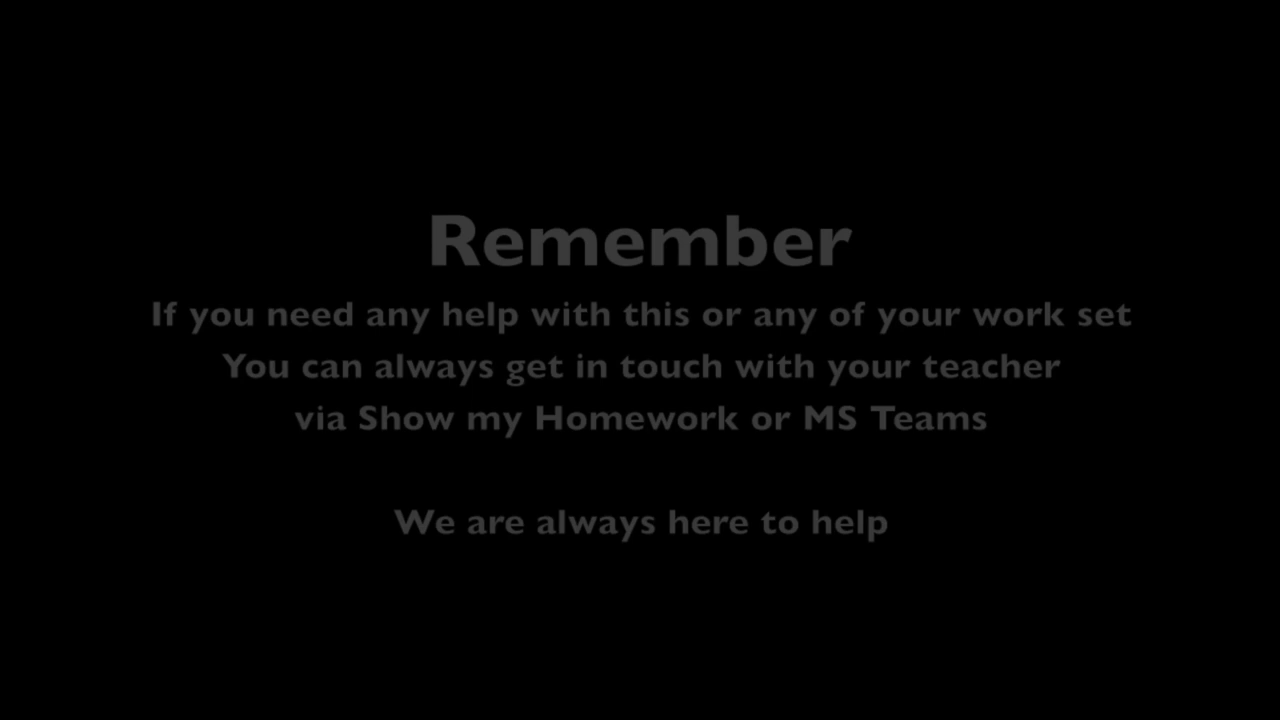 Remember
If you need any help with this or any of your work set
You can always get in touch with your teacher
via Show my Homework or MS Teams
We are always here to help